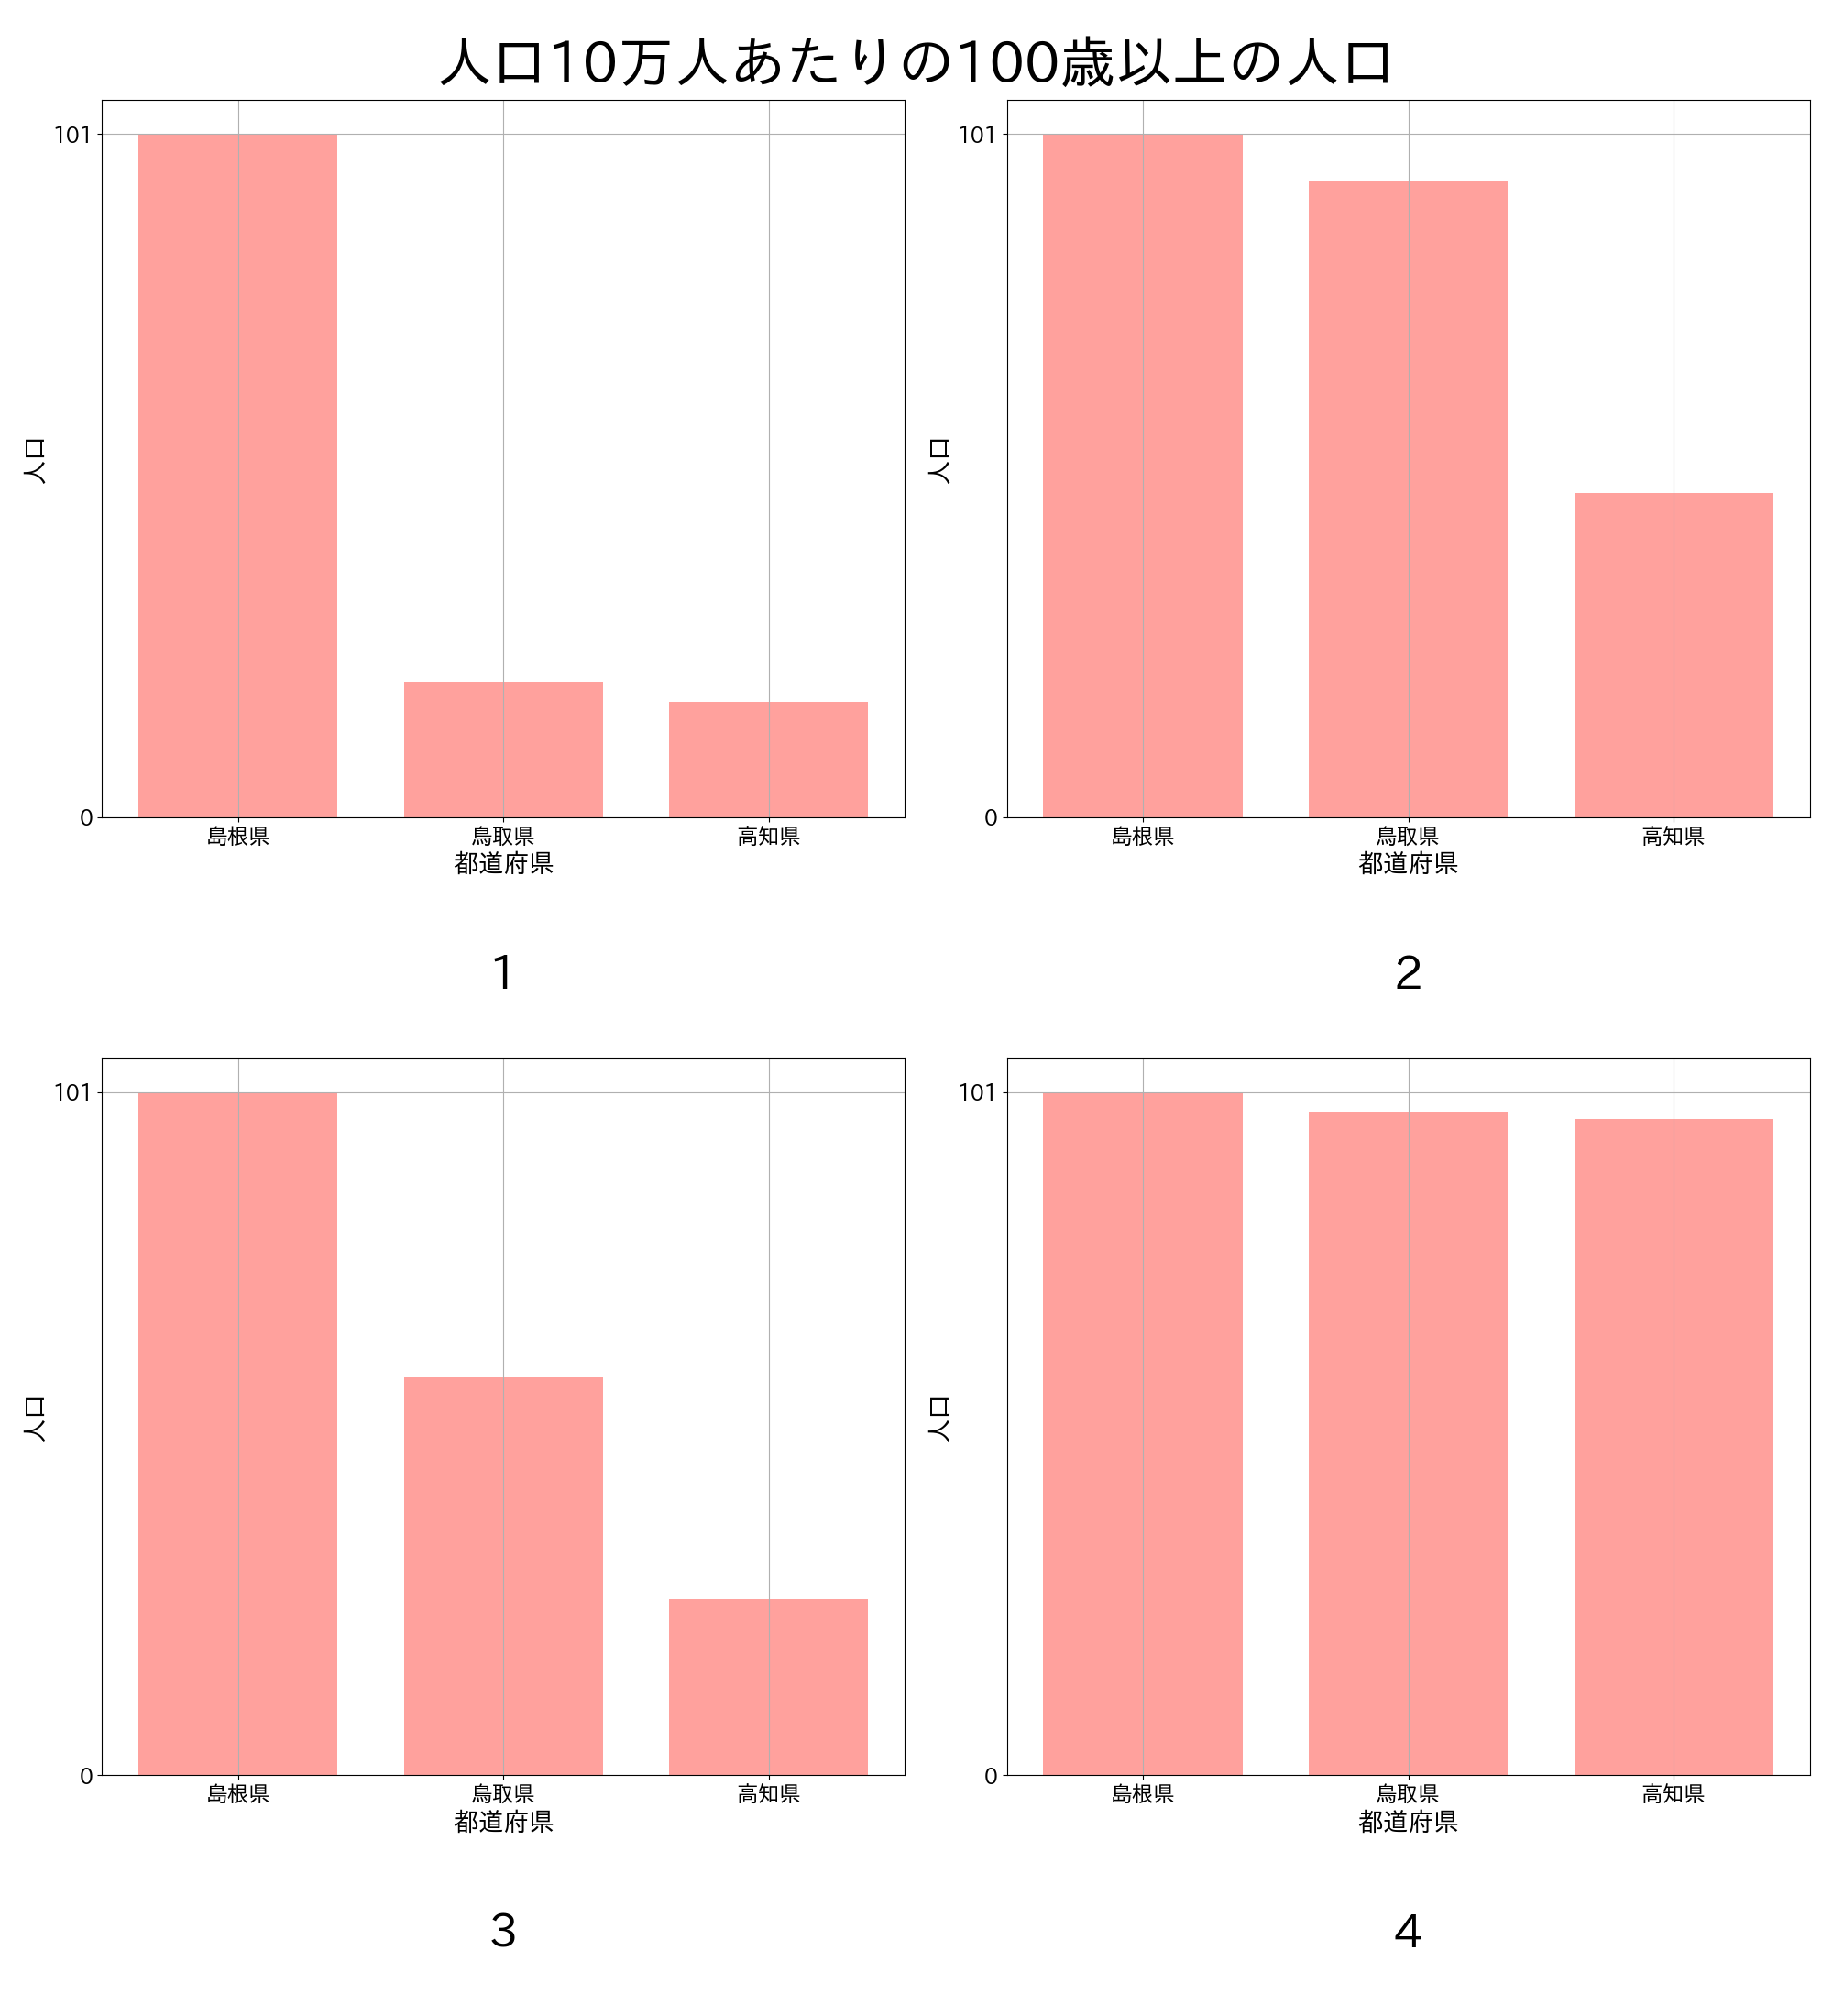 人口10万人あたりの100歳以上の人口
101
人口
0
島根県 鳥取県 高知県
都道府県
1
101
人口
0
島根県 鳥取県 高知県
都道府県
2
101
人口
0
島根県 鳥取県 高知県
都道府県
3
101
人口
0
島根県 鳥取県 高知県
都道府県
4